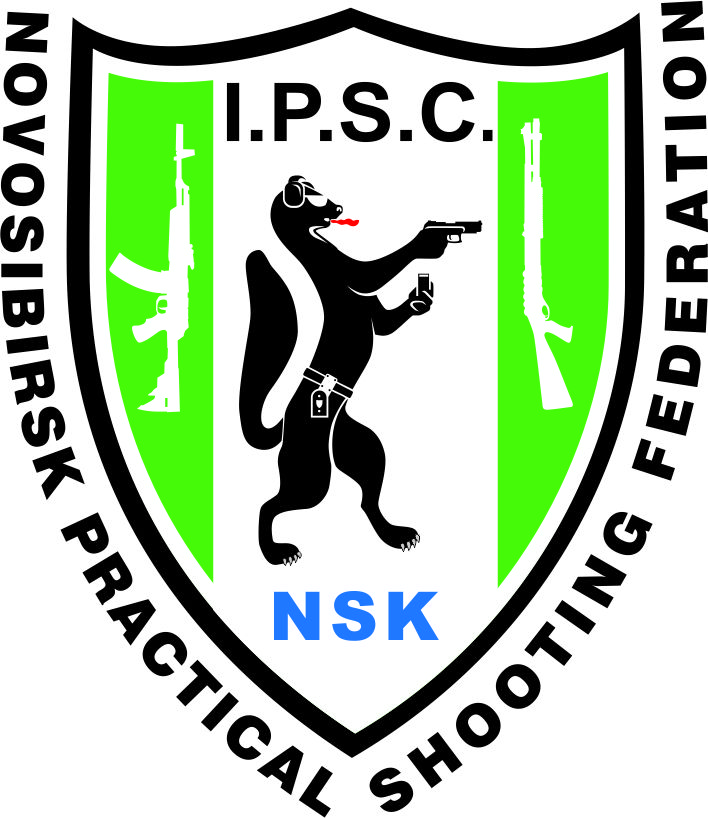 I.P.S.C.
NSK
NOVOSIBIRSK PRACTICAL SHOOTING FEDERATION